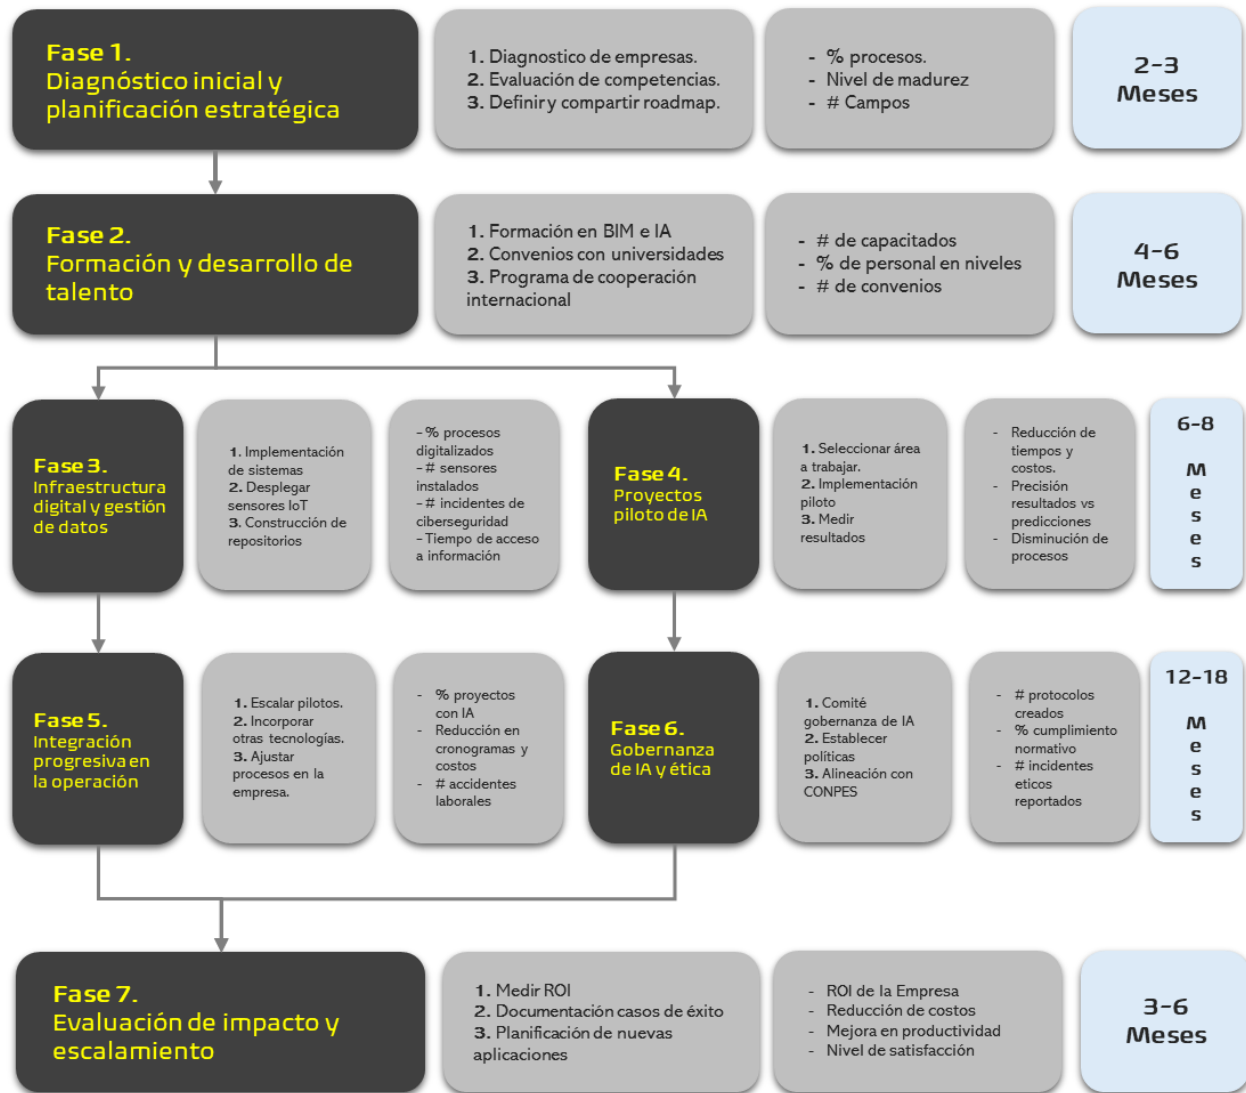 Fase 1.
Diagnóstico inicial y
planificación estratégica
1. Diagnostico de empresas.
2. Evaluación de competencias.
3. Definir y compartir roadmap.
- % procesos.
- Nivel de madurez
- # Campos
2-3
Meses
Fase 2.
Formación y desarrollo de
talento
1. Formación en BIM e IA
2. Convenios con universidades
3. Programa de cooperación
internacional
- # de capacitados
- % de personal en niveles
- # de convenios
4-6
Meses
Fase 3.
Infraestructura
digital y gestión
de datos
1. Implementación
de sistemas
2. Desplegar
sensores IoT
3. Construcción de
repositorios
- % procesos
digitalizados
- # sensores
instalados
- # incidentes de
ciberseguridad
- Tiempo de acceso
a información
Fase 4.
Proyectos
piloto de IA
1. Seleccionar área
a trabajar.
2. Implementación
piloto
3. Medir
resultados
- Reducción de
tiempos y
costos.
- Precisión
resultados vs
predicciones
- Disminución de
procesos
6-8
M
e
s
e
s
Fase 5.
Integración
progresiva en
la operación
1. Escalar pilotos.
2. Incorporar
otras tecnologías.
3. Ajustar
procesos en la
empresa.
- % proyectos
con IA
- Reducción en
cronogramas y
costos
- # accidentes
laborales
Fase 6.
Gobernanza
de IA y ética
1. Comité
gobernanza de IA
2. Establecer
políticas
3. Alineación con
CONPES
- # protocolos
creados
- % cumplimiento
normativo
- # incidentes
eticos
reportados
12-18
M
e
s
e
s
Fase 7.
Evaluación de impacto y
escalamiento
1. Medir ROI
2. Documentación casos de éxito
3. Planificación de nuevas
aplicaciones
- ROI de la Empresa
- Reducción de costos
- Mejora en productividad
- Nivel de satisfacción
3-6
Meses